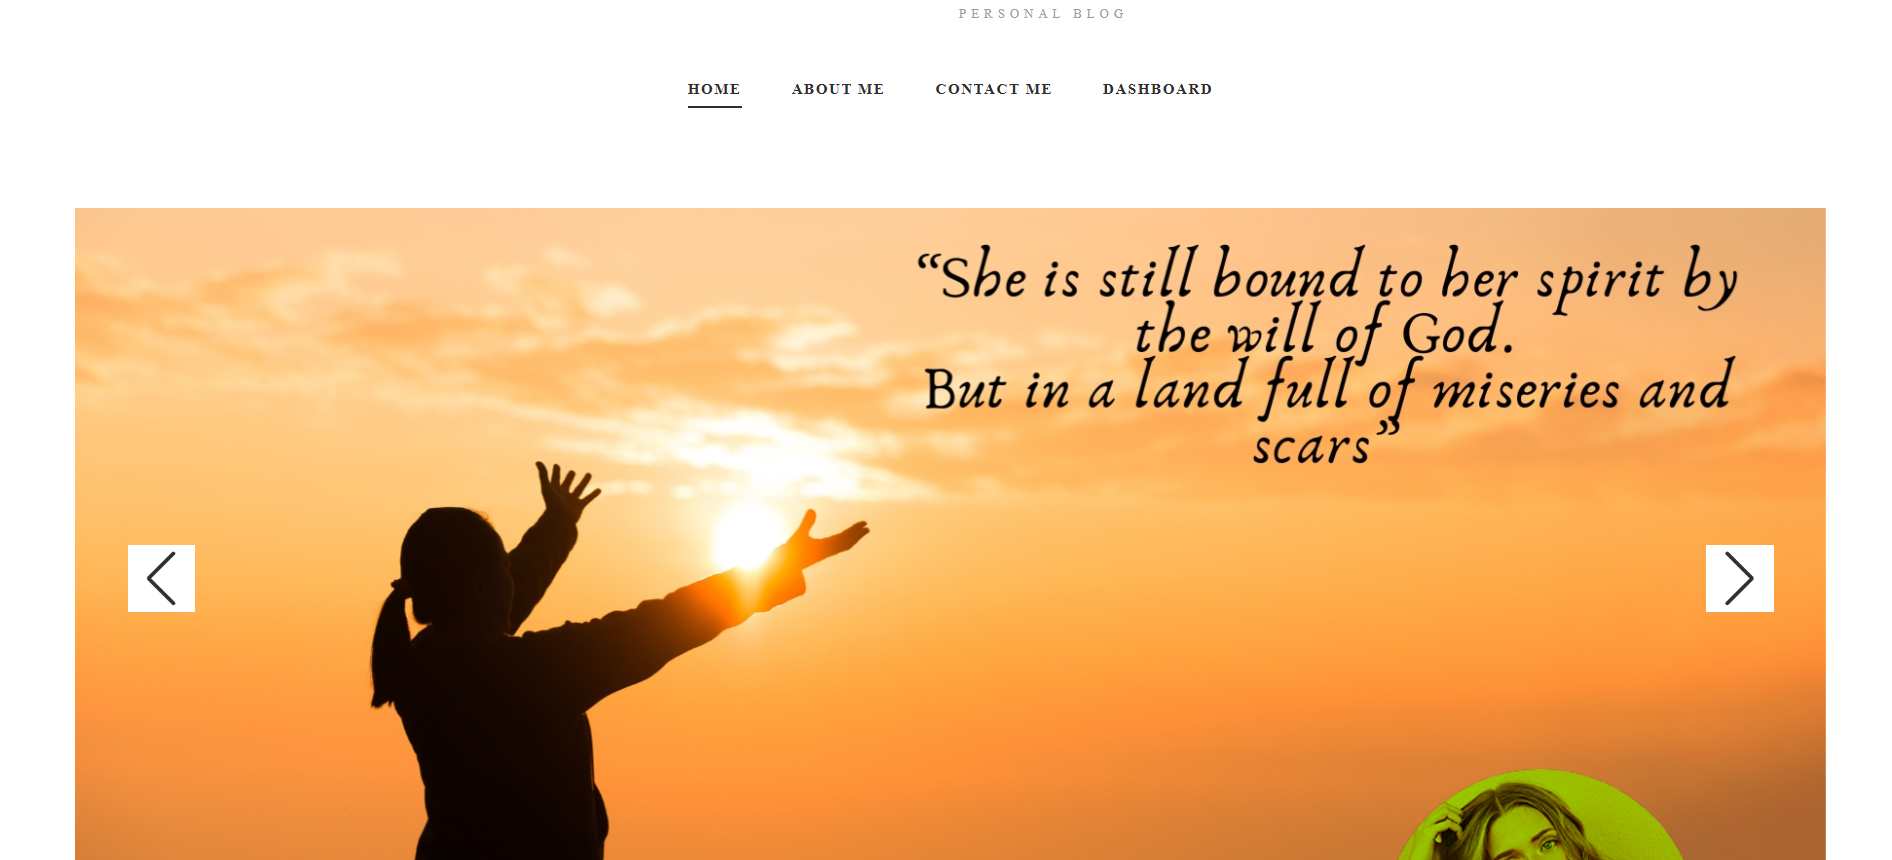 PERSONAL BLOG
HOME ABOUT ME CONTACT ME DASHBOARD
“She is still bound to her spirit by
the will of God.
But in a land full of miseries and
scars”